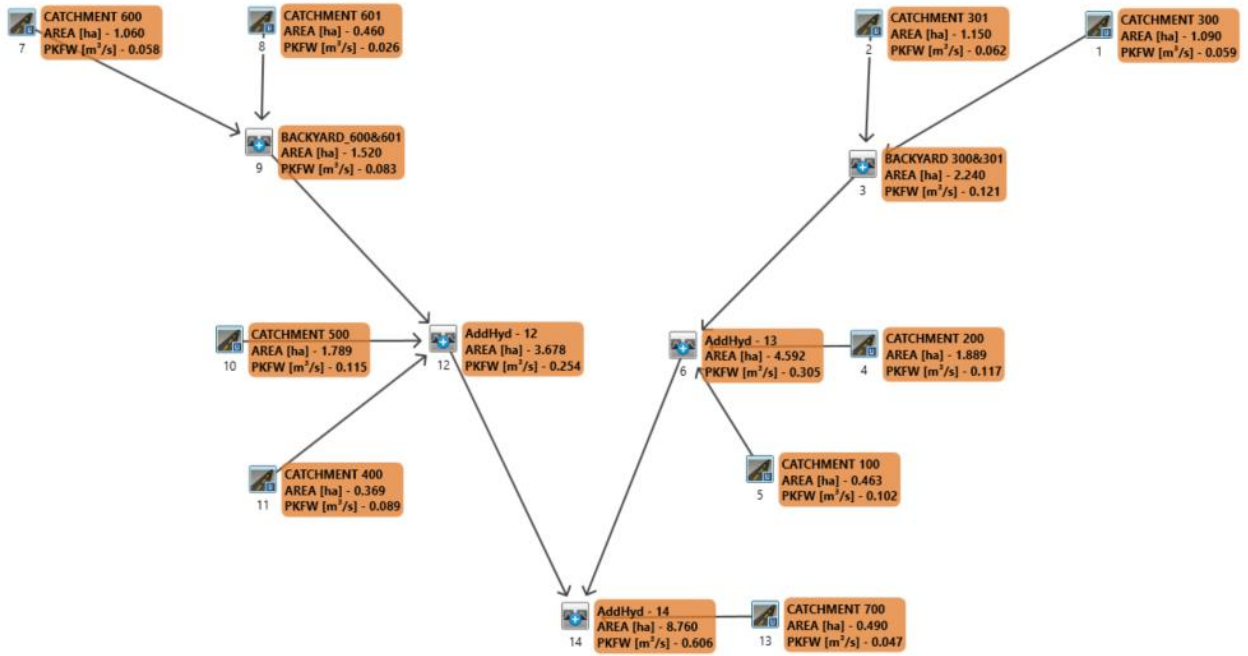 CATCHMENT 600
AREA [ha] - 1.060
PKFW [m³/s] - 0.058
7
CATCHMENT 601
AREA [ha] - 0.460
PKFW [m³/s] - 0.026
8
CATCHMENT 301
AREA [ha] - 1.150
PKFW [m³/s] - 0.062
2
CATCHMENT 300
AREA [ha] - 1.090
PKFW [m³/s] - 0.059
1
BACKYARD_600&601
AREA [ha] - 1.520
PKFW [m³/s] - 0.083
9
BACKYARD 300&301
AREA [ha] - 2.240
PKFW [m³/s] - 0.121
3
CATCHMENT 500
AREA [ha] - 1.789
PKFW [m³/s] - 0.115
10
AddHyd - 12
AREA [ha] - 3.678
PKFW [m³/s] - 0.254
12
AddHyd - 13
AREA [ha] - 4.592
PKFW [m³/s] - 0.305
6
CATCHMENT 200
AREA [ha] - 1.889
PKFW [m³/s] - 0.117
4
CATCHMENT 400
AREA [ha] - 0.369
PKFW [m³/s] - 0.089
11
CATCHMENT 100
AREA [ha] - 0.463
PKFW [m³/s] - 0.102
5
AddHyd - 14
AREA [ha] - 8.760
PKFW [m³/s] - 0.606
14
CATCHMENT 700
AREA [ha] - 0.490
PKFW [m³/s] - 0.047
13